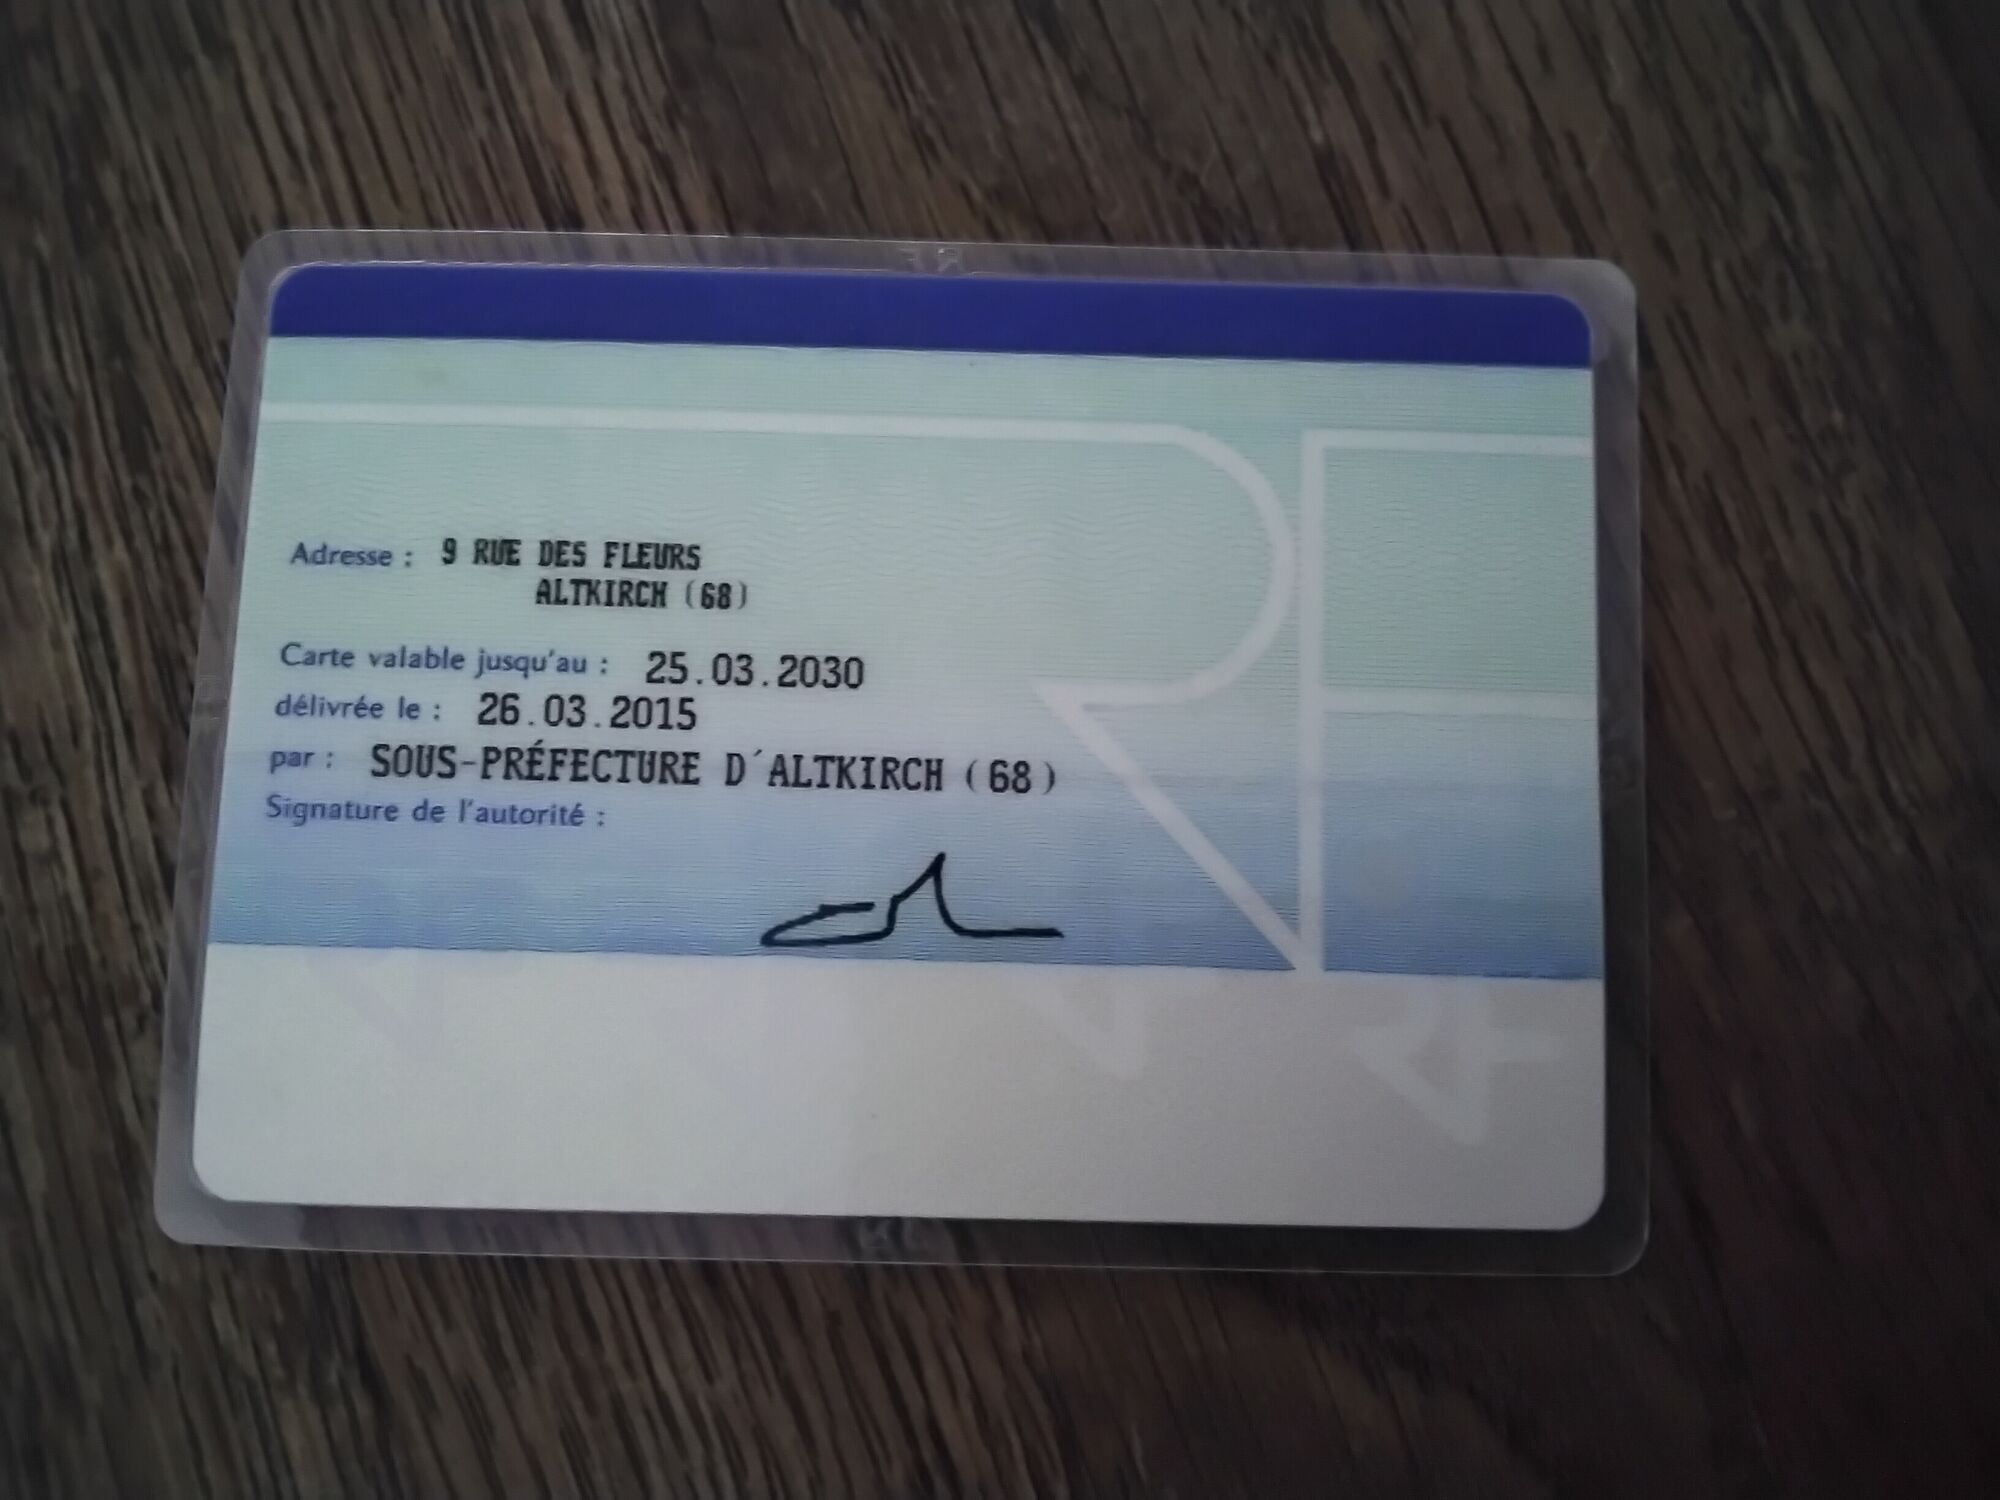 Adresse : 9 RUE DES FLEURS
ALTKIRCH (68)
Carte valable jusqu'au : 25.03.2030
délivrée le : 26.03.2015
par : SOUS-PRÉFECTURE D´ALTKIRCH (68)
Signature de l'autorité :
RF